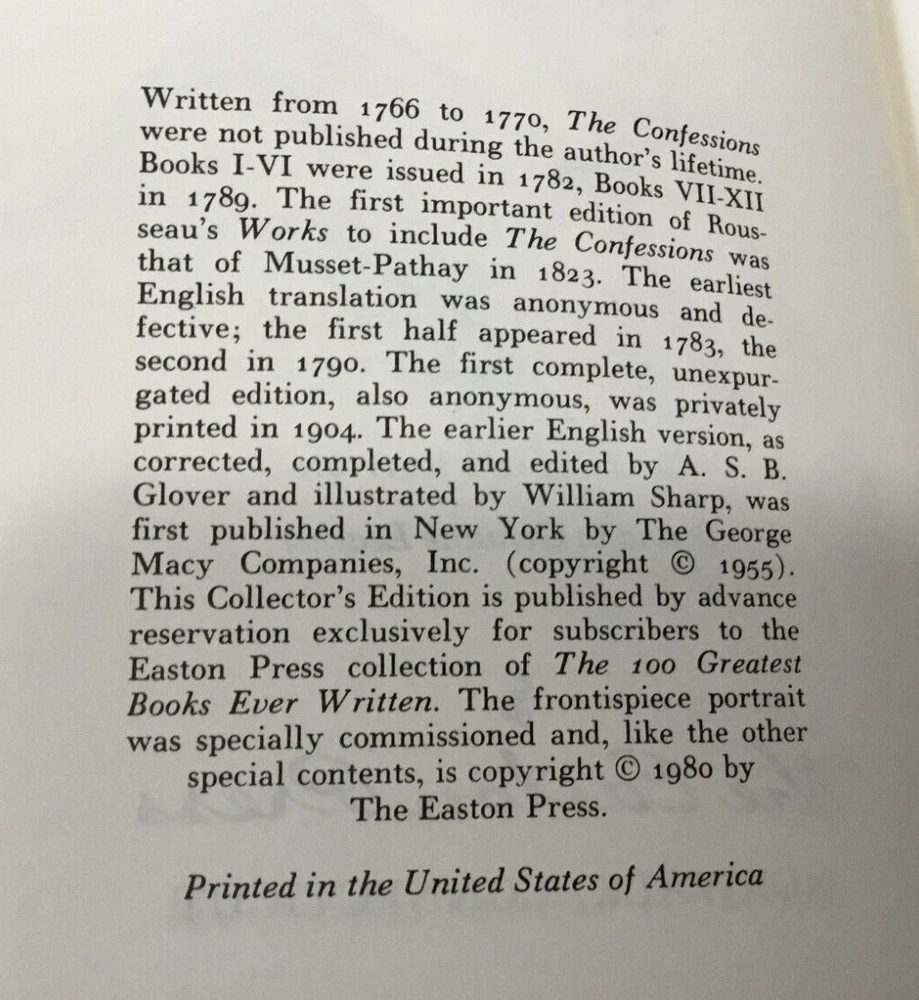 Written from 1766 to 1770, The Confessions
were not published during the author's lifetime.
Books I-VI were issued in 1782, Books VII-XII
in 1789. The first important edition of Rous-
seau's Works to include The Confessions was
that of Musset-Pathay in 1823. The earliest
English translation was anonymous and de-
fective; the first half appeared in 1783, the
second in 1790. The first complete, unexpur-
gated edition, also anonymous, was privately
printed in 1904. The earlier English version, as
corrected, completed, and edited by A. S. B.
Glover and illustrated by William Sharp, was
first published in New York by The George
Macy Companies, Inc. (copyright © 1955).
This Collector's Edition is published by advance
reservation exclusively for subscribers to the
Easton Press collection of The 100 Greatest
Books Ever Written. The frontispiece portrait
was specially commissioned and, like the other
special contents, is copyright © 1980 by
The Easton Press.
Printed in the United States of America